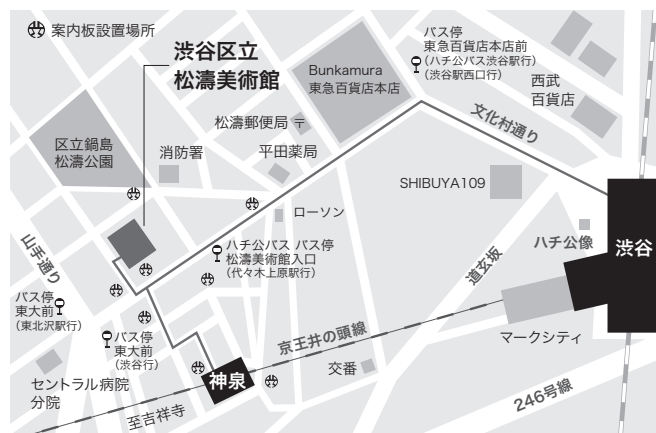 案内板設置場所
渋谷区立
松濤美術館
バス停
東急百貨店本店前
(ハチ公バス渋谷駅行)
(渋谷駅西口行)
西武
百貨店
Bunkamura
東急百貨店本店
文化村通り
松濤郵便局 〒
区立鍋島
松濤公園
消防署
平田薬局
SHIBUYA109
ローソン
ハチ公像
渋谷
山手通り
ハチ公バス バス停
松濤美術館入口
(代々木上原駅行)
道玄坂
バス停
東大前
(東北沢駅行)
バス停
東大前
(渋谷行)
京王井の頭線
マークシティ
交番
神泉
セントラル病院
分院
至吉祥寺
246号線